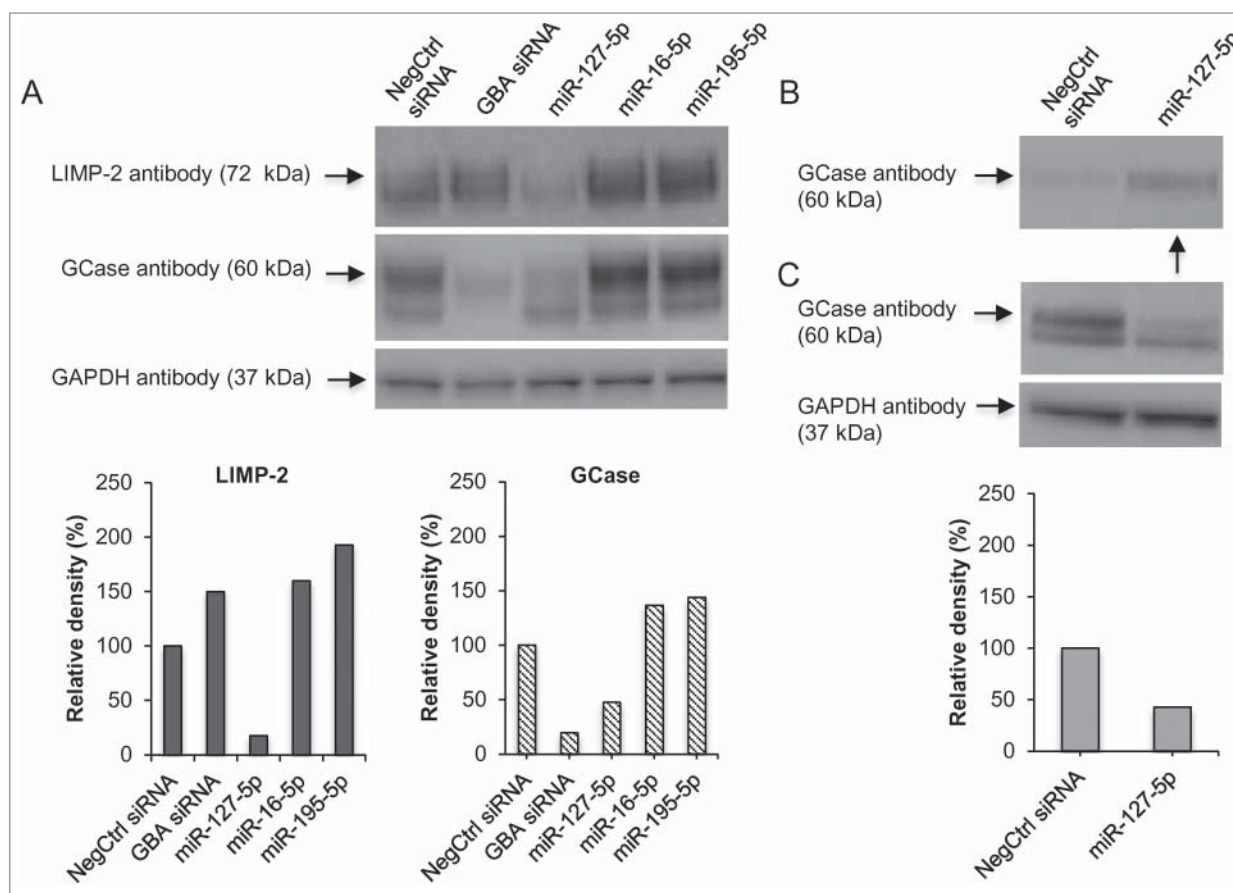 A
NegCtrl
siRNA
GBA siRNA
miR-127-5p
miR-16-5p
miR-195-5p
LIMP-2 antibody (72 kDa)
GCase antibody (60 kDa)
GAPDH antibody (37 kDa)
B
NegCtrl
siRNA
miR-127-5p
GCase antibody
(60 kDa)
C
GCase antibody
(60 kDa)
GAPDH antibody
(37 kDa)
LIMP-2
Relative density (%)
250
200
150
100
50
0
NegCtrl siRNA
GBA siRNA
miR-127-5p
miR-16-5p
miR-195-5p
GCase
Relative density (%)
250
200
150
100
50
0
NegCtrl siRNA
GBA siRNA
miR-127-5p
miR-16-5p
miR-195-5p
Relative density (%)
250
200
150
100
50
0
NegCtrl siRNA
miR-127-5p